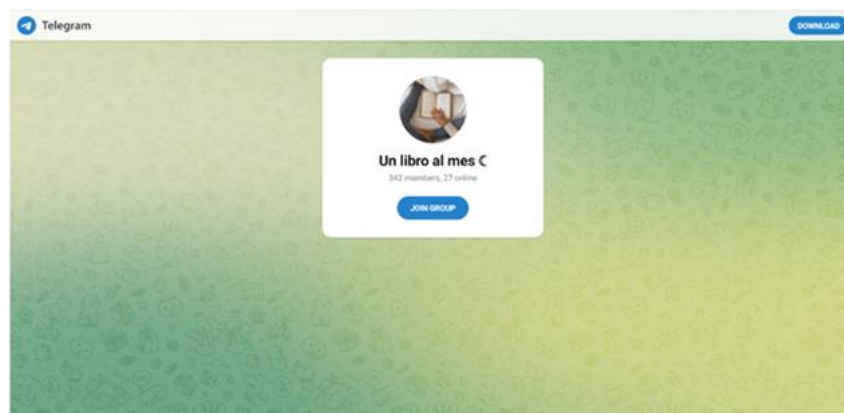 Telegram
DOWNLOAD
Un libro al mes ☾
342 members, 27 online
JOIN GROUP